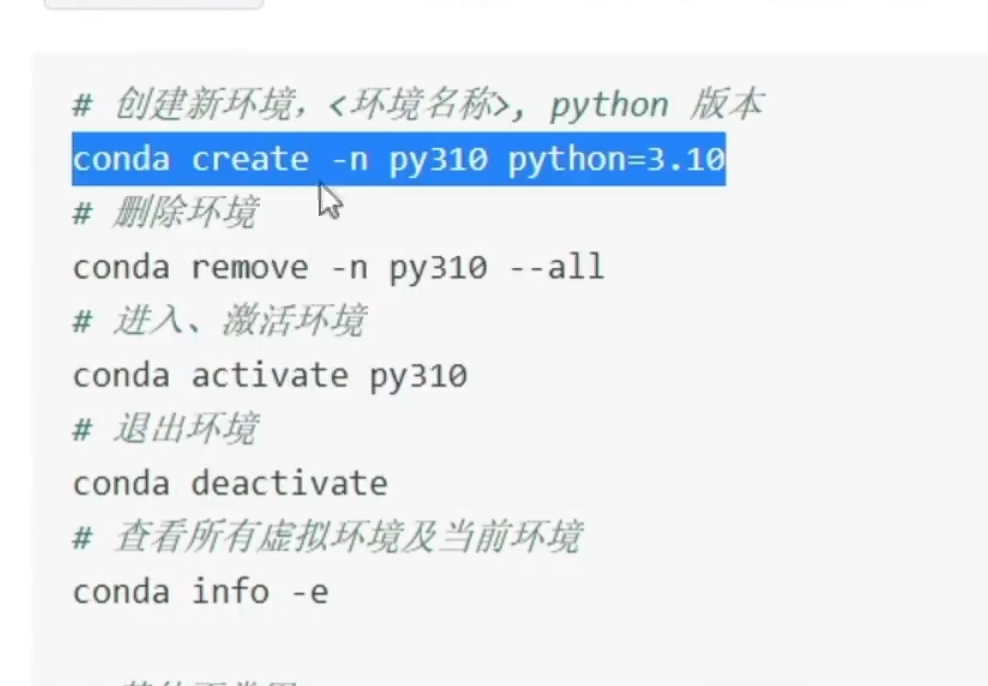 # 创建新环境，<环境名称>, python 版本
conda create -n py310 python=3.10
# 删除环境
conda remove -n py310 --all
# 进入、激活环境
conda activate py310
# 退出环境
conda deactivate
# 查看所有虚拟环境及当前环境
conda info -e